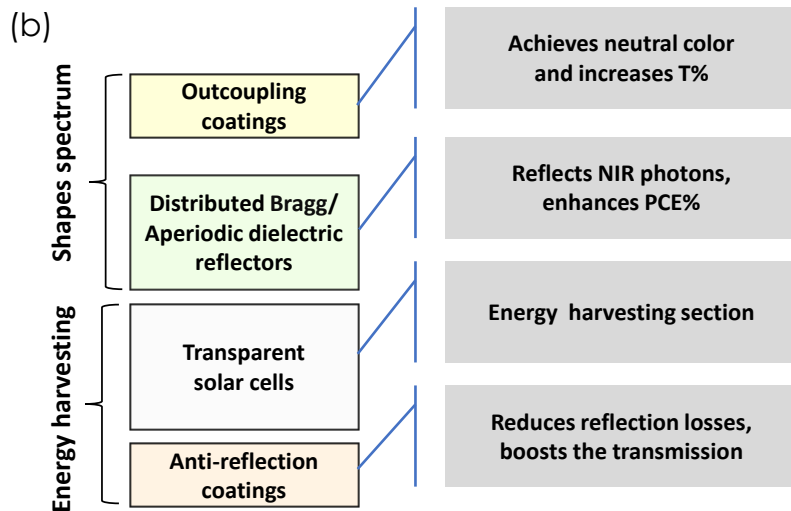 (b)
Shapes spectrum
Outcoupling
coatings
Achieves neutral color
and increases T%
Distributed Bragg/
Aperiodic dielectric
reflectors
Reflects NIR photons,
enhances PCE%
Energy harvesting
Transparent
solar cells
Energy harvesting section
Anti-reflection
coatings
Reduces reflection losses,
boosts the transmission